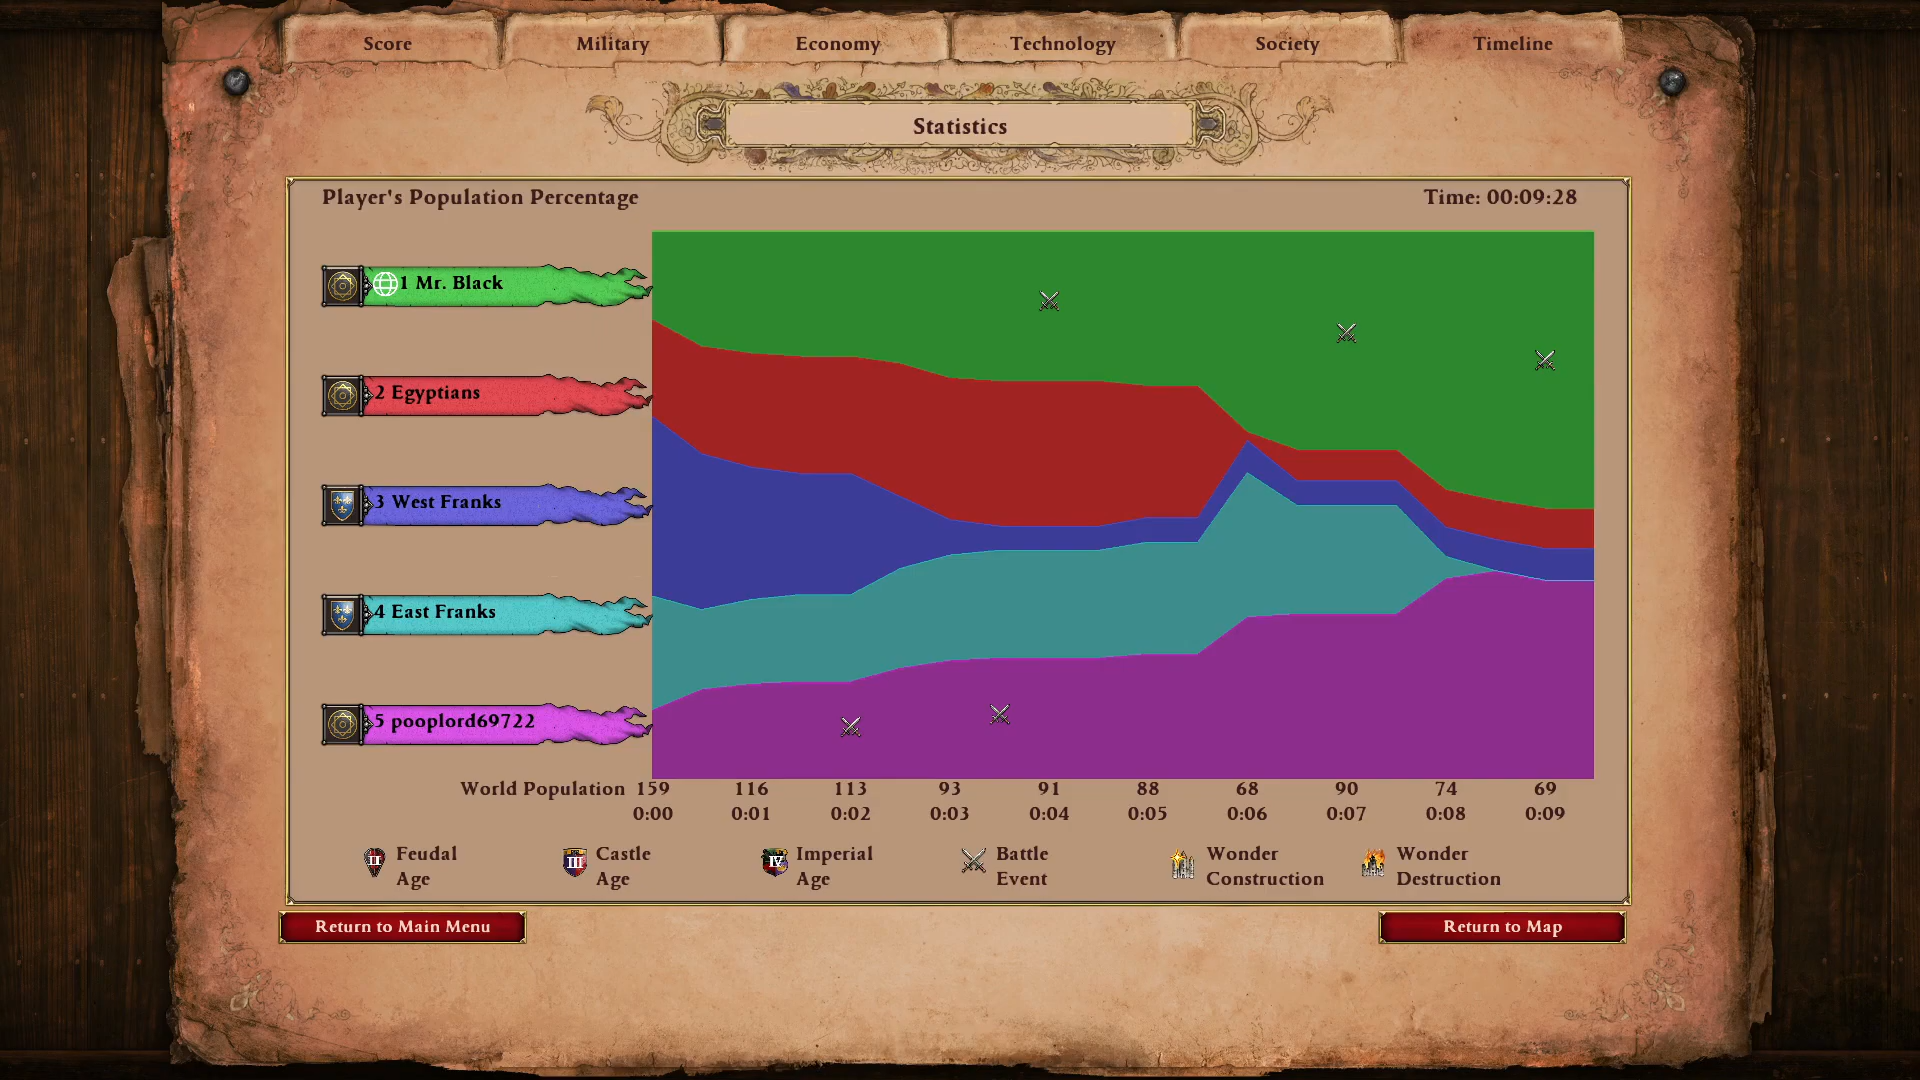 Score
Military
Economy
Technology
Society
Timeline
Statistics
Player's Population Percentage
Time: 00:09:28
1 Mr. Black
2 Egyptians
3 West Franks
4 East Franks
5 pooplord69722
World Population 159 116 113 93 91 88 68 90 74 69
0:00 0:01 0:02 0:03 0:04 0:05 0:06 0:07 0:08 0:09
II Feudal
Age
III Castle
Age
IV Imperial
Age
Battle
Event
Wonder
Construction
Wonder
Destruction
Return to Main Menu
Return to Map